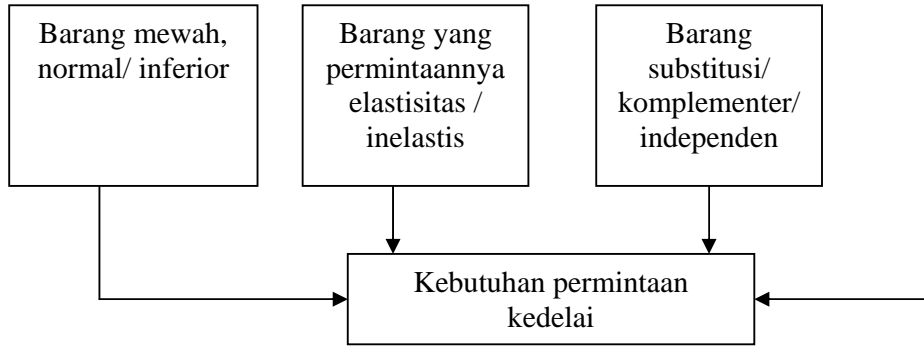 Barang mewah,
normal/ inferior
Barang yang
permintaannya
elastisitas /
inelastis
Barang
substitusi/
komplementer/
independen
Kebutuhan permintaan
kedelai